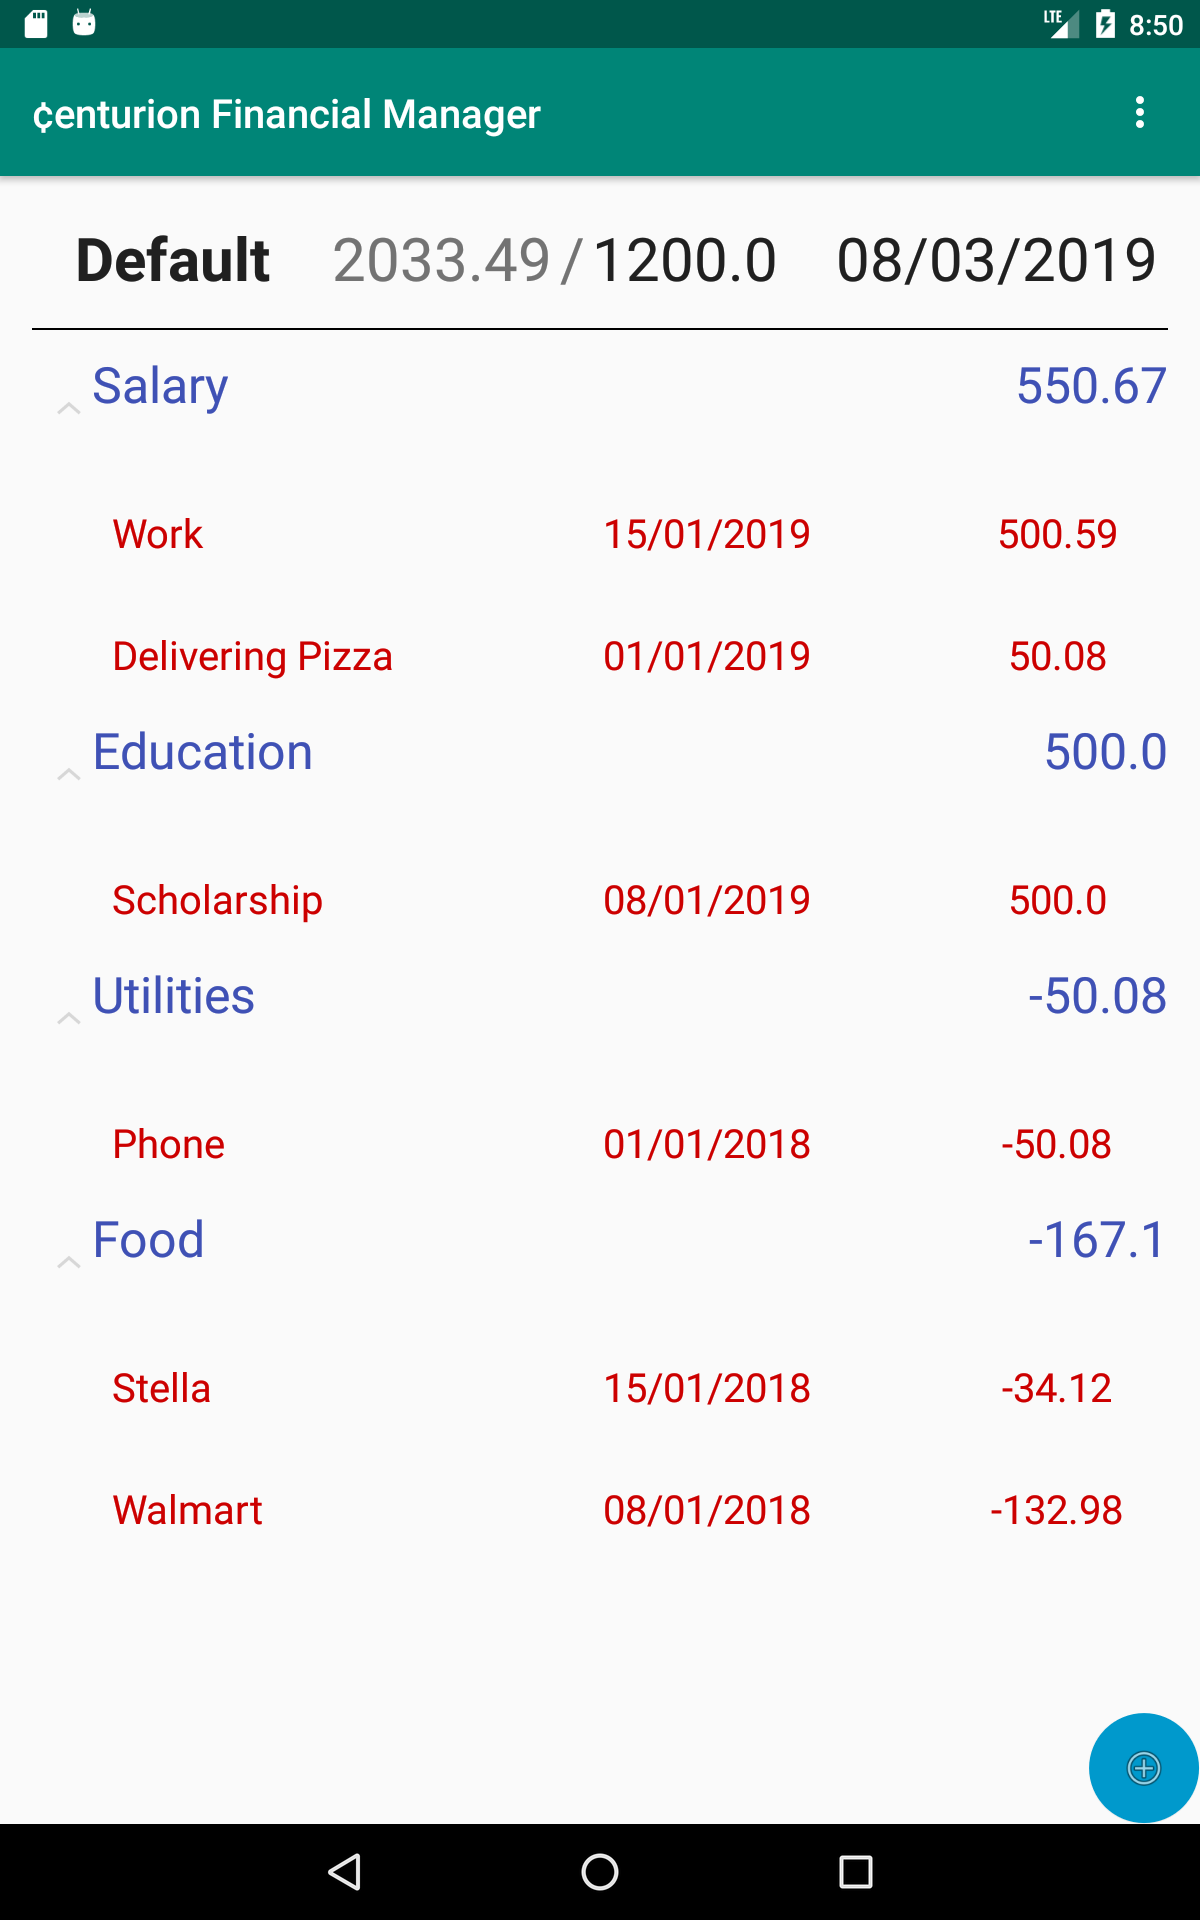 LTE 8:50
¢enturion Financial Manager
Default 2033.49/1200.0 08/03/2019
Salary 550.67
Work 15/01/2019 500.59
Delivering Pizza 01/01/2019 50.08
Education 500.0
Scholarship 08/01/2019 500.0
Utilities -50.08
Phone 01/01/2018 -50.08
Food -167.1
Stella 15/01/2018 -34.12
Walmart 08/01/2018 -132.98